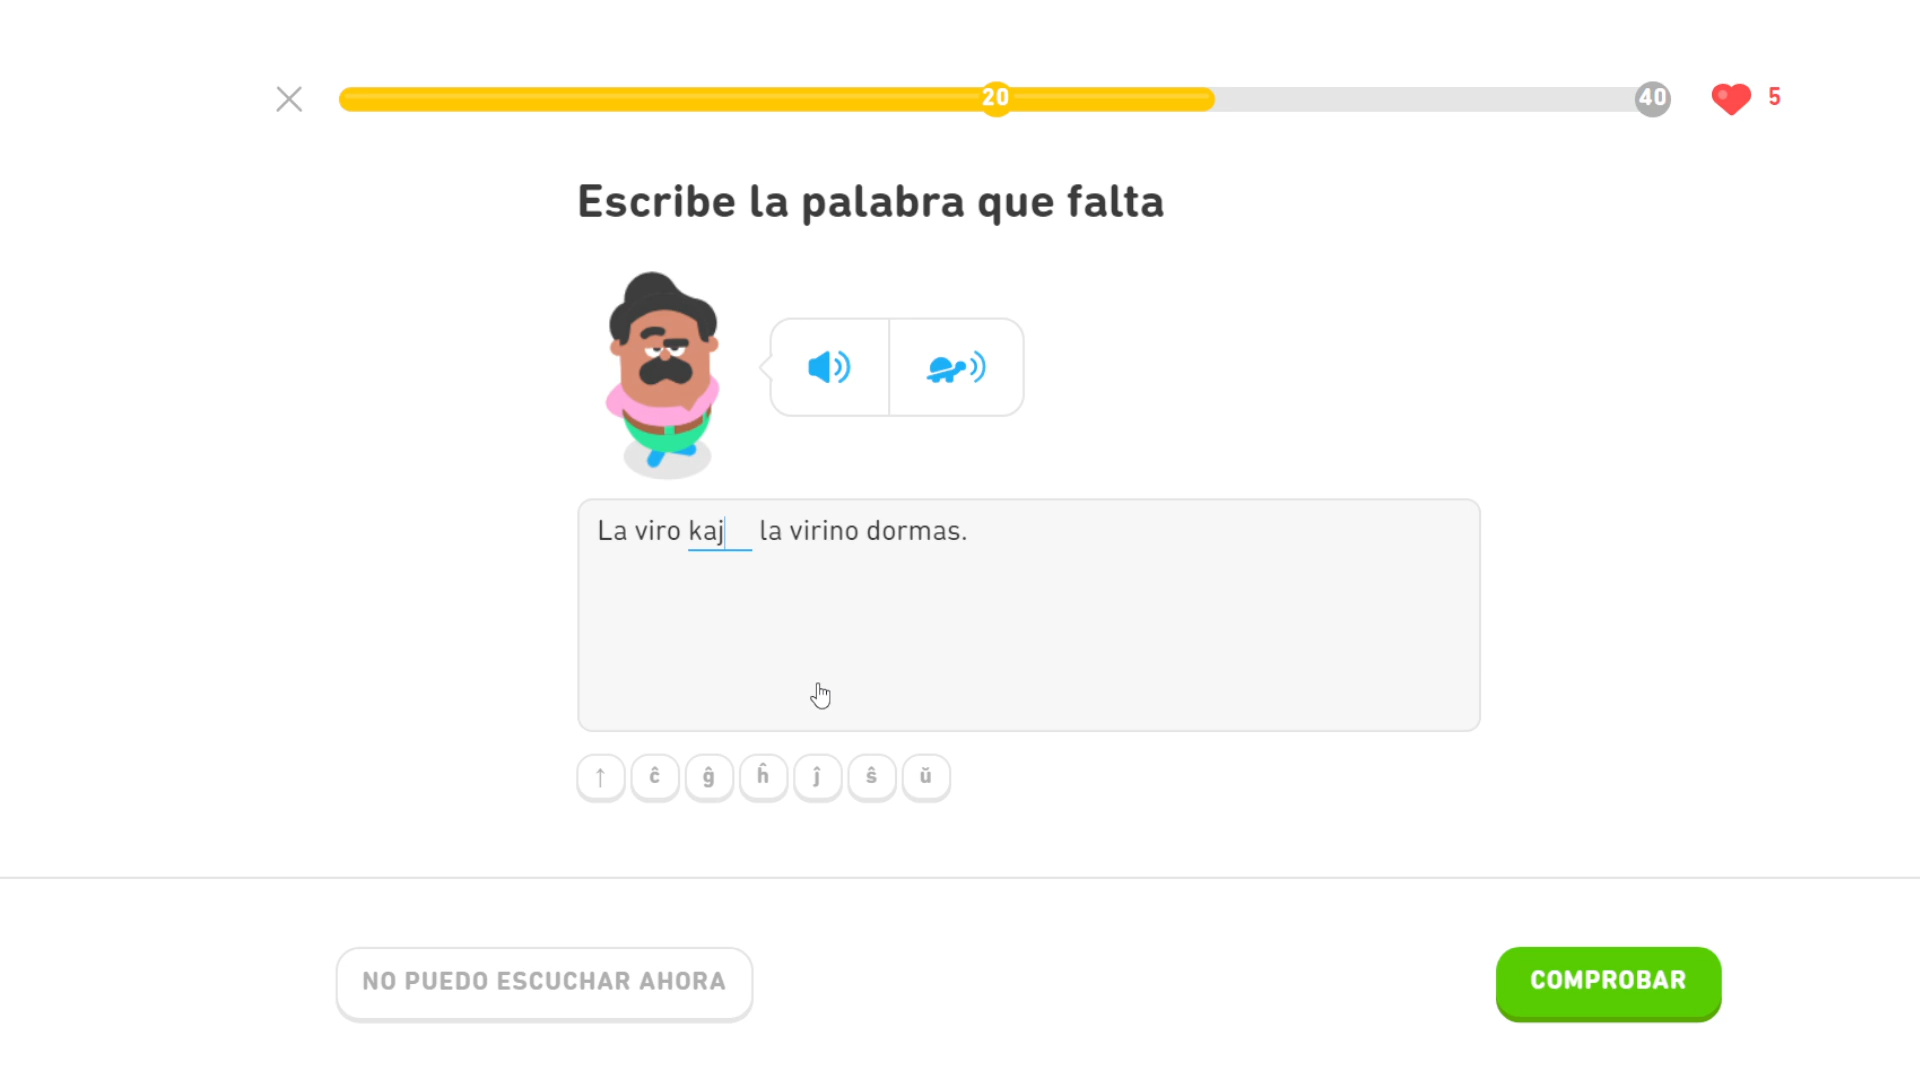 20
40
5
Escribe la palabra que falta
La viro kaj la virino dormas.
↑ ĉ ĝ ĥ ĵ ŝ ŭ
NO PUEDO ESCUCHAR AHORA
COMPROBAR